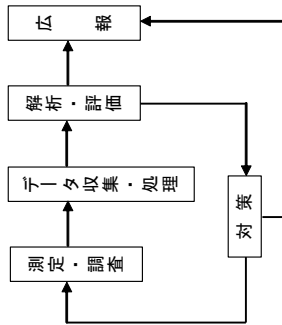 測定・調査
データ収集・処理
解析・評価
広報
対策